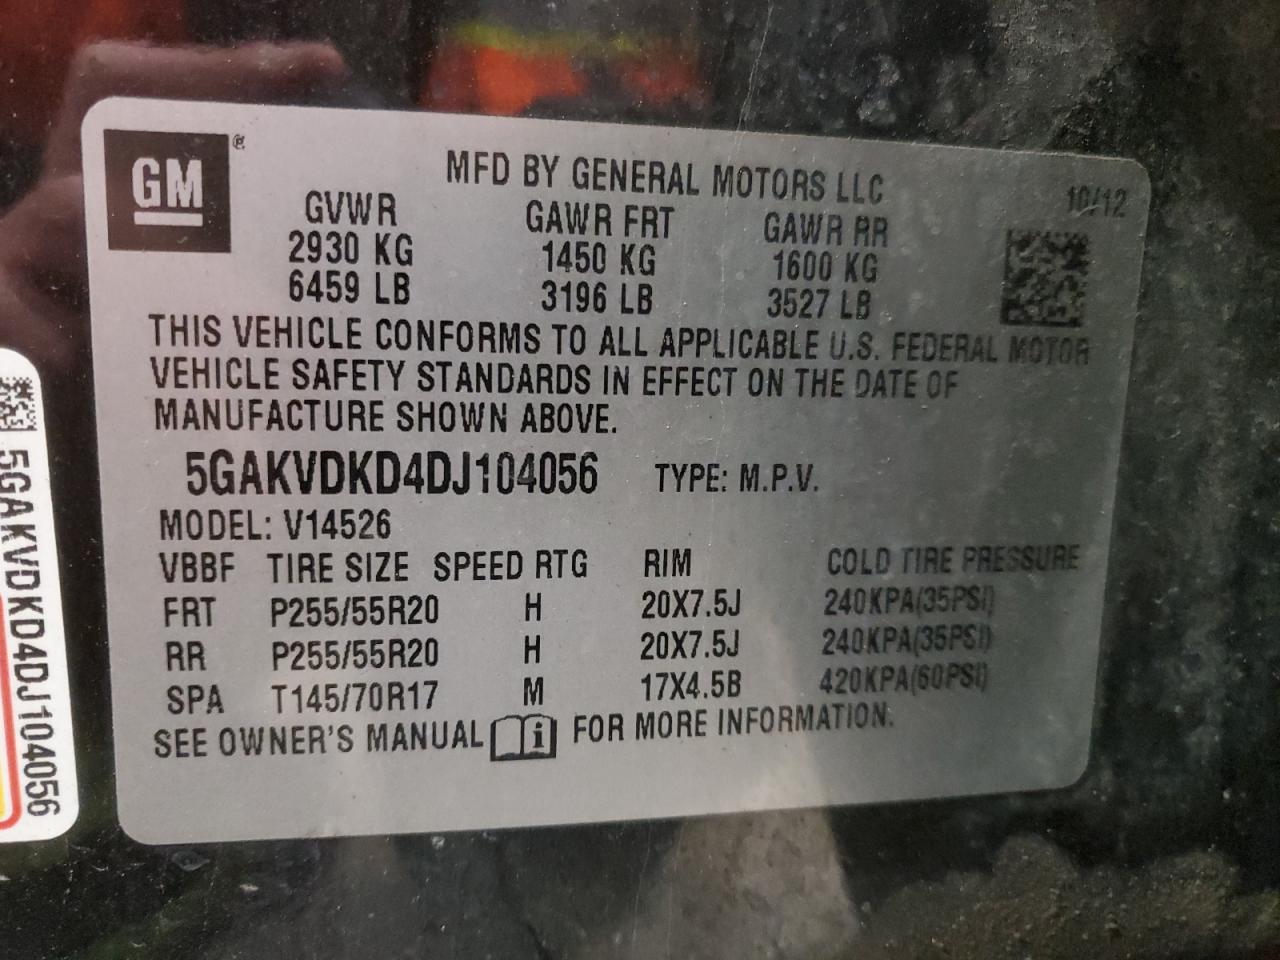 GM ®
MFD BY GENERAL MOTORS LLC
10/12
GVWR GAWR FRT GAWR RR
2930 KG 1450 KG 1600 KG
6459 LB 3196 LB 3527 LB
THIS VEHICLE CONFORMS TO ALL APPLICABLE U.S. FEDERAL MOTOR
VEHICLE SAFETY STANDARDS IN EFFECT ON THE DATE OF
MANUFACTURE SHOWN ABOVE.
5GAKVDKD4DJ104056 TYPE: M.P.V.
MODEL: V14526
VBBF TIRE SIZE SPEED RTG RIM COLD TIRE PRESSURE
FRT P255/55R20 H 20X7.5J 240KPA(35PSI)
RR P255/55R20 H 20X7.5J 240KPA(35PSI)
SPA T145/70R17 M 17X4.5B 420KPA(60PSI)
SEE OWNER'S MANUAL i FOR MORE INFORMATION.
5GAKVDKD4DJ104056